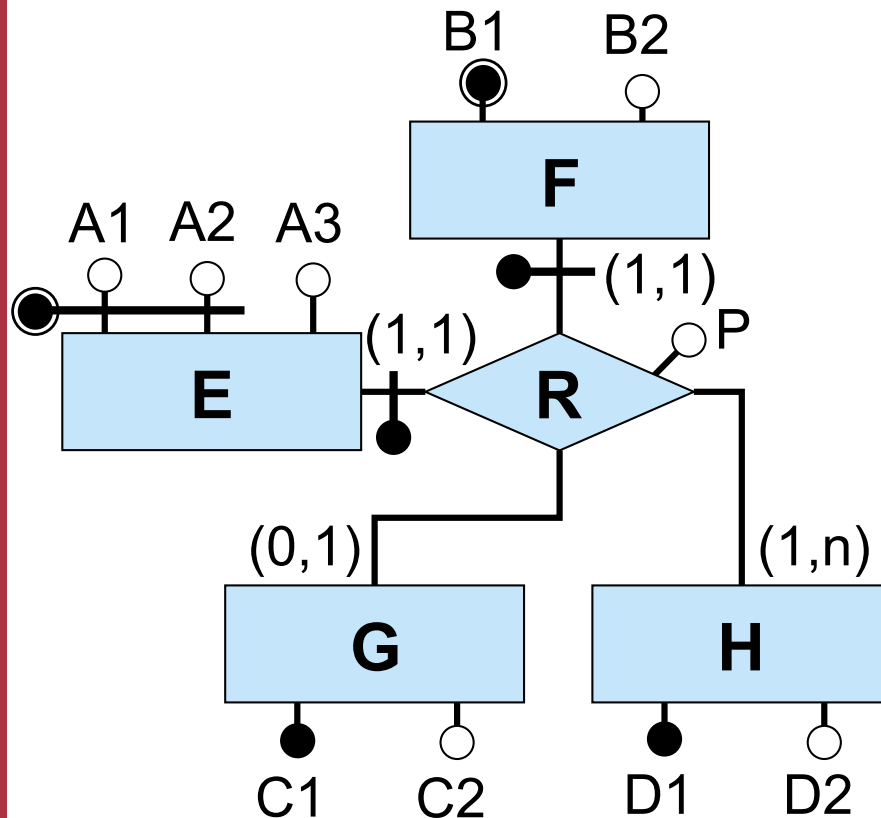 B1 B2
F
A1 A2 A3
(1,1)
P
(1,1)
E
R
(0,1) (1,n)
G H
C1 C2 D1 D2